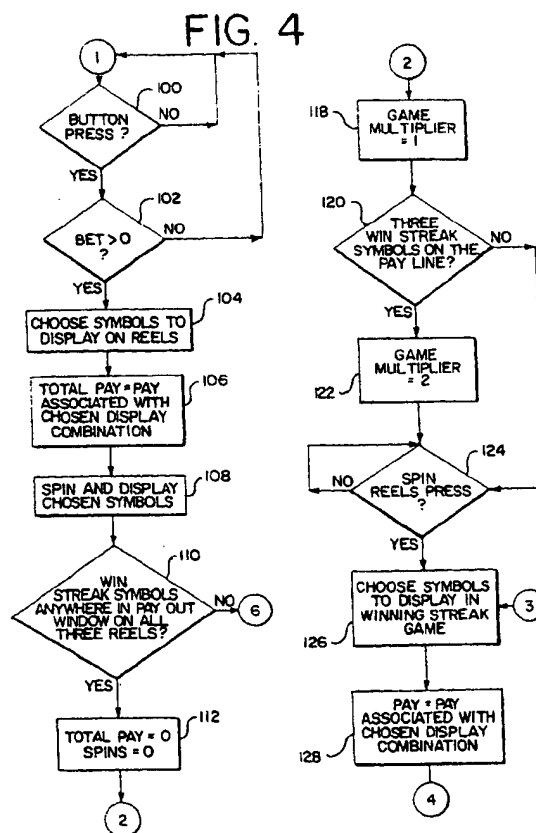 FIG. 4
1
100
BUTTON
PRESS ?
NO
YES
102
BET > 0
?
NO
YES
104
CHOOSE SYMBOLS TO
DISPLAY ON REELS
106
TOTAL PAY = PAY
ASSOCIATED WITH
CHOSEN DISPLAY
COMBINATION
108
SPIN AND DISPLAY
CHOSEN SYMBOLS
110
WIN
STREAK SYMBOLS
ANYWHERE IN PAY OUT
WINDOW ON ALL
THREE REELS?
NO
6
YES
112
TOTAL PAY = 0
SPINS = 0
2
2
118
GAME
MULTIPLIER
= 1
120
THREE
WIN STREAK
SYMBOLS ON THE
PAY LINE?
NO
YES
GAME
MULTIPLIER
= 2
122
124
SPIN
REELS PRESS
?
NO
YES
CHOOSE SYMBOLS
TO DISPLAY IN
WINNING STREAK
GAME
126
3
PAY = PAY
ASSOCIATED WITH
CHOSEN DISPLAY
COMBINATION
128
4